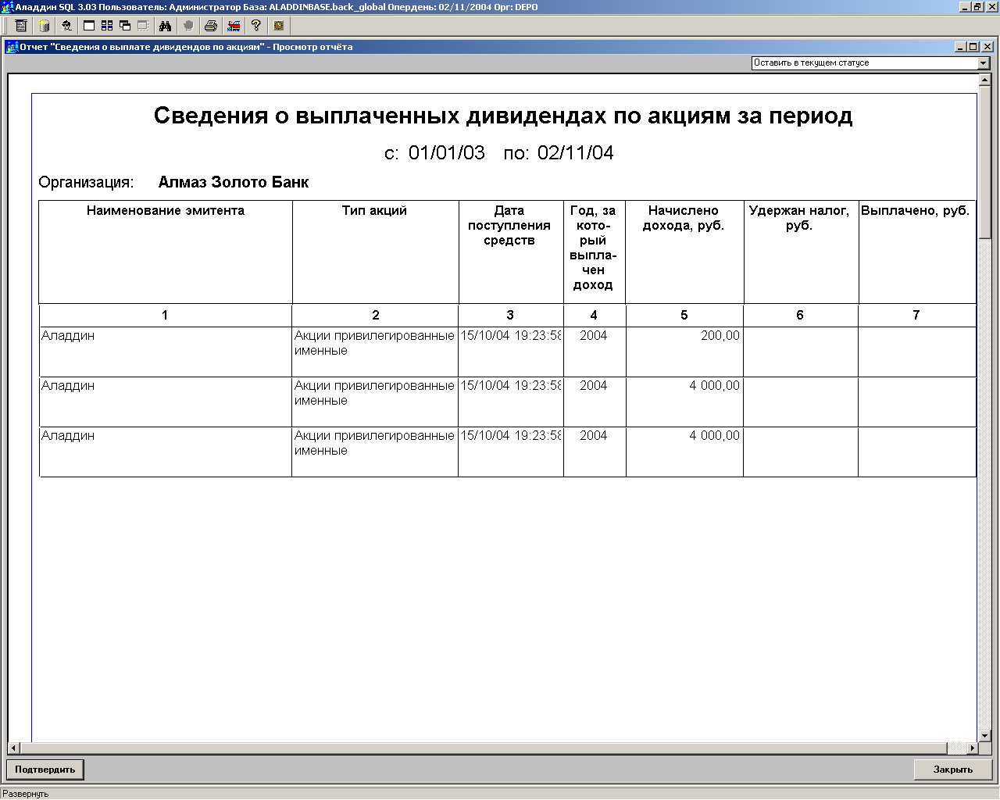 Аладдин SQL 3.03 Пользователь: Администратор База: ALADDINBASE.back_global Опердень: 02/11/2004 Орг: DEPO
Отчет "Сведения о выплате дивидендов по акциям" - Просмотр отчёта
Оставить в текущем статусе
Сведения о выплаченных дивидендах по акциям за период
с: 01/01/03 по: 02/11/04
Организация: Алмаз Золото Банк
Наименование эмитента
Тип акций
Дата
поступления
средств
Год, за
кото-
рый
выпла-
чен
доход
Начислено
дохода, руб.
Удержан налог,
руб.
Выплачено, руб.
1 2 3 4 5 6 7
Аладдин Акции привилегированные 15/10/04 19:23:58 2004 200,00
именные
Аладдин Акции привилегированные 15/10/04 19:23:58 2004 4 000,00
именные
Аладдин Акции привилегированные 15/10/04 19:23:58 2004 4 000,00
именные
Подтвердить Закрыть
Развернуть